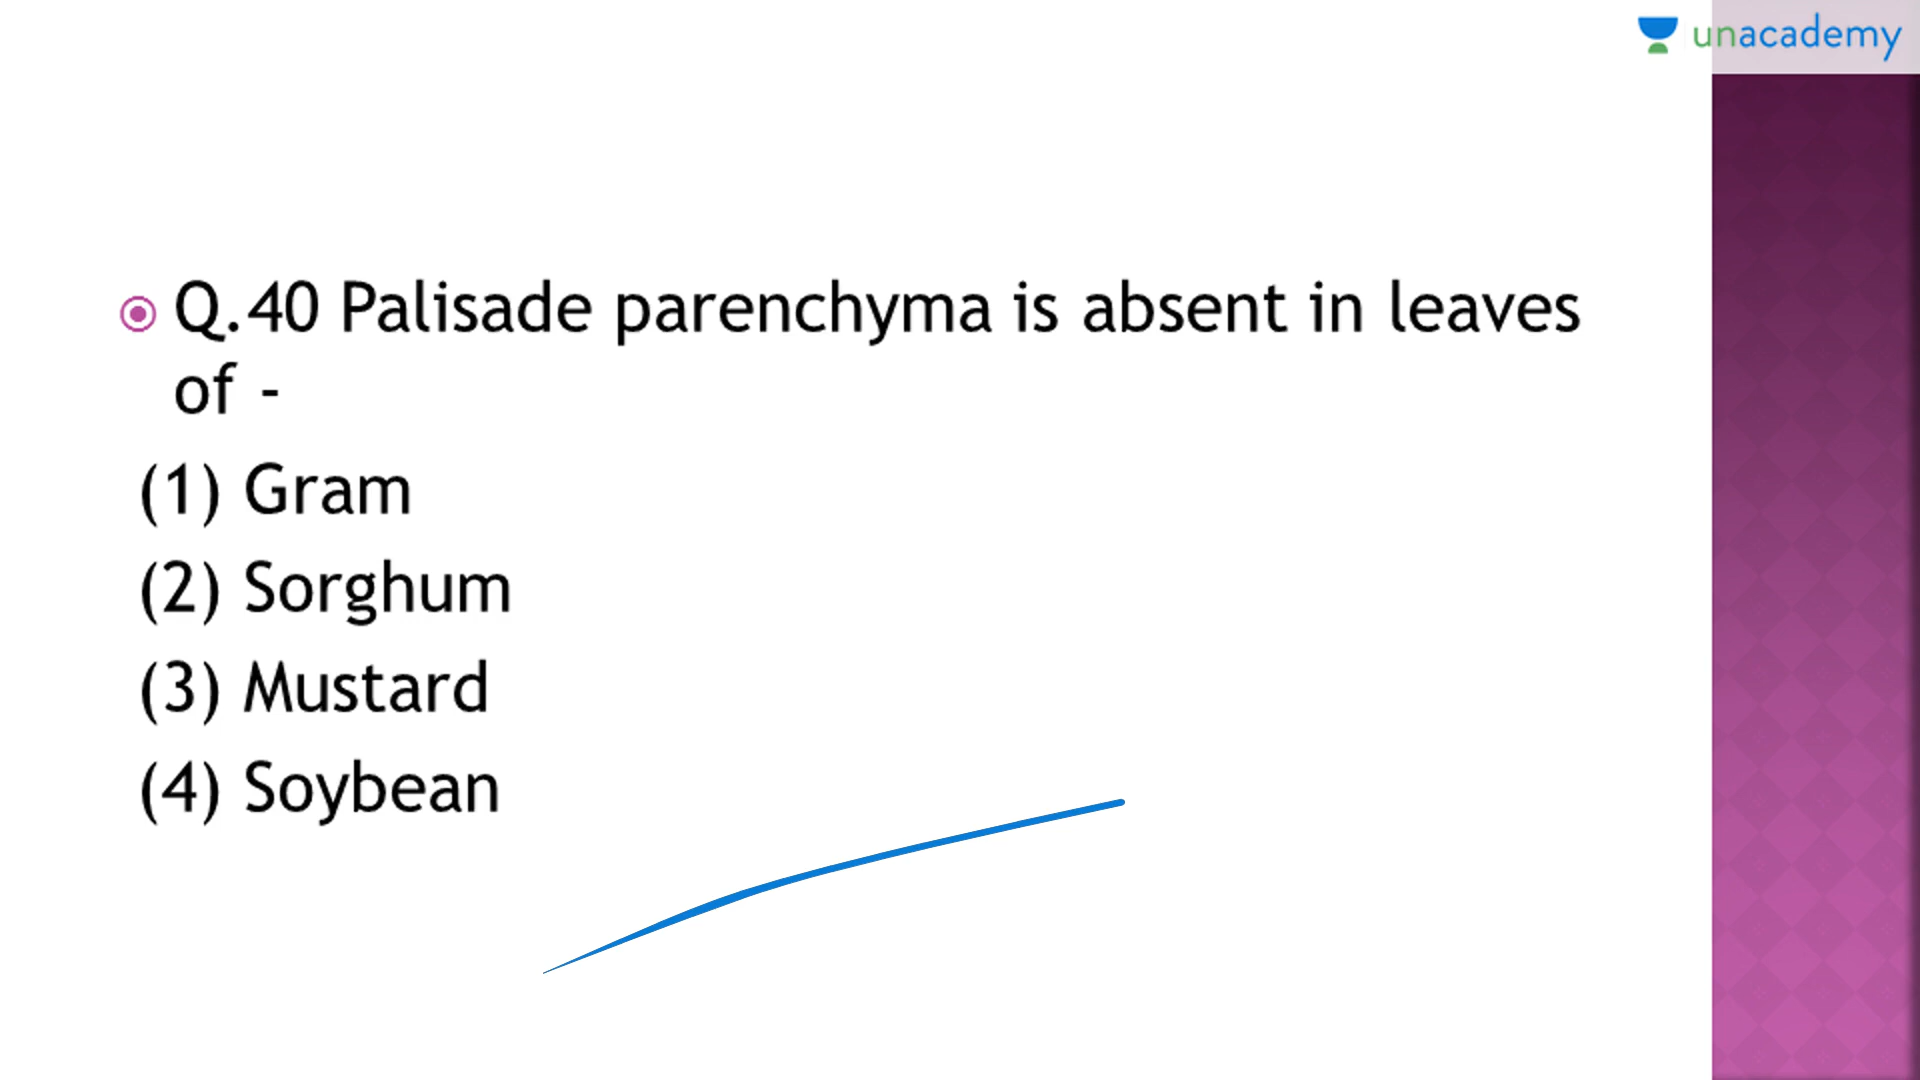 unacademy
Q.40 Palisade parenchyma is absent in leaves
of -
(1) Gram
(2) Sorghum
(3) Mustard
(4) Soybean